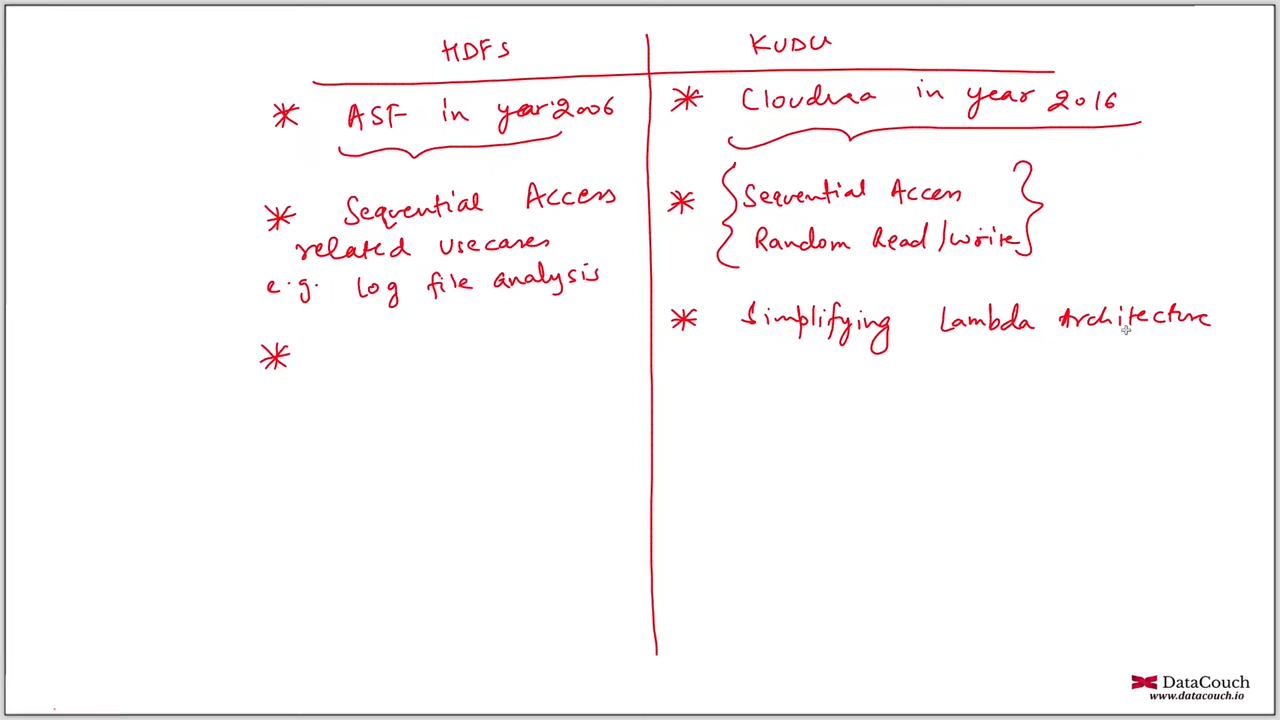 HDFS
KUDU
* ASF in year 2006
* Sequential Access
related usecases
e.g. Log file analysis
*
* Cloudera in year 2016
* Sequential Access
Random Read/write
* Simplifying Lambda Architecture
DataCouch
www.datacouch.io